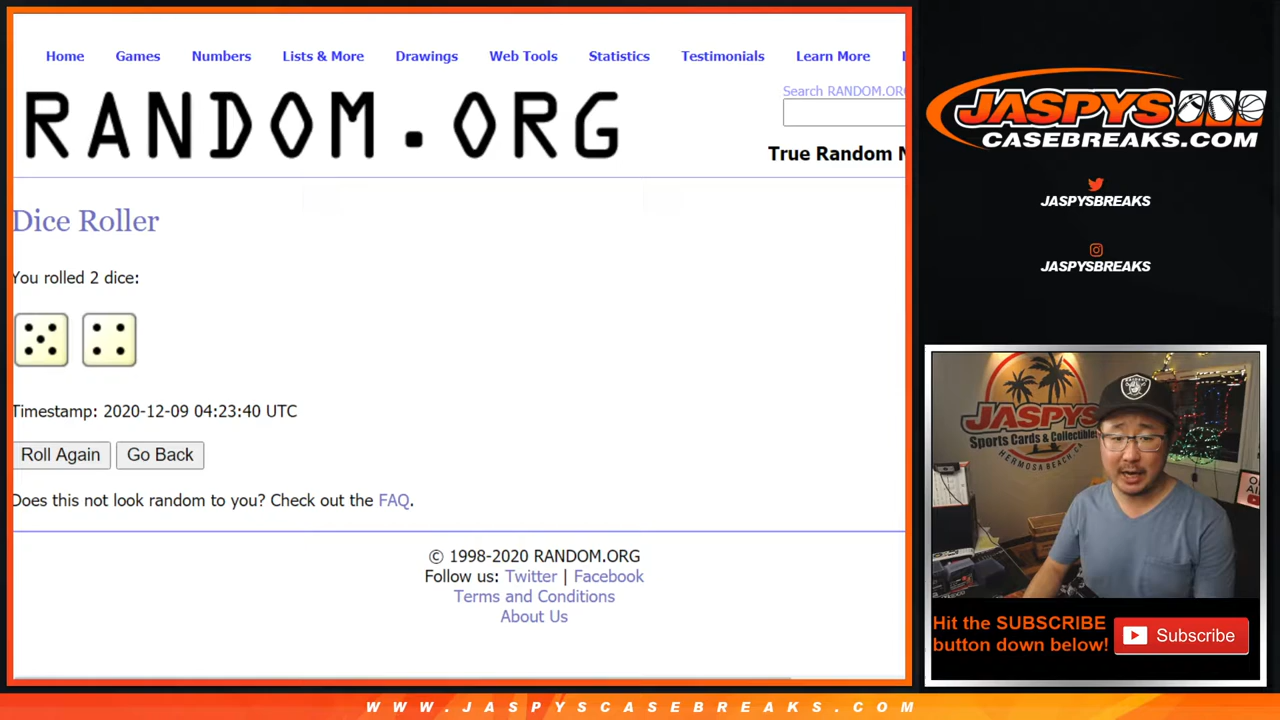 Home Games Numbers Lists & More Drawings Web Tools Statistics Testimonials Learn More
Search RANDOM.ORG
RANDOM.ORG
True Random N
Dice Roller
You rolled 2 dice:
Timestamp: 2020-12-09 04:23:40 UTC
Roll Again Go Back
Does this not look random to you? Check out the FAQ.
© 1998-2020 RANDOM.ORG
Follow us: Twitter | Facebook
Terms and Conditions
About Us
JASPYS
CASEBREAKS.COM
JASPYSBREAKS
JASPYSBREAKS
JASPYS
Sports Cards & Collectibles
HERMOSA BEACH, CA
RAIDERS
Hit the SUBSCRIBE
button down below!
Subscribe
WWW.JASPYSCASEBREAKS.COM